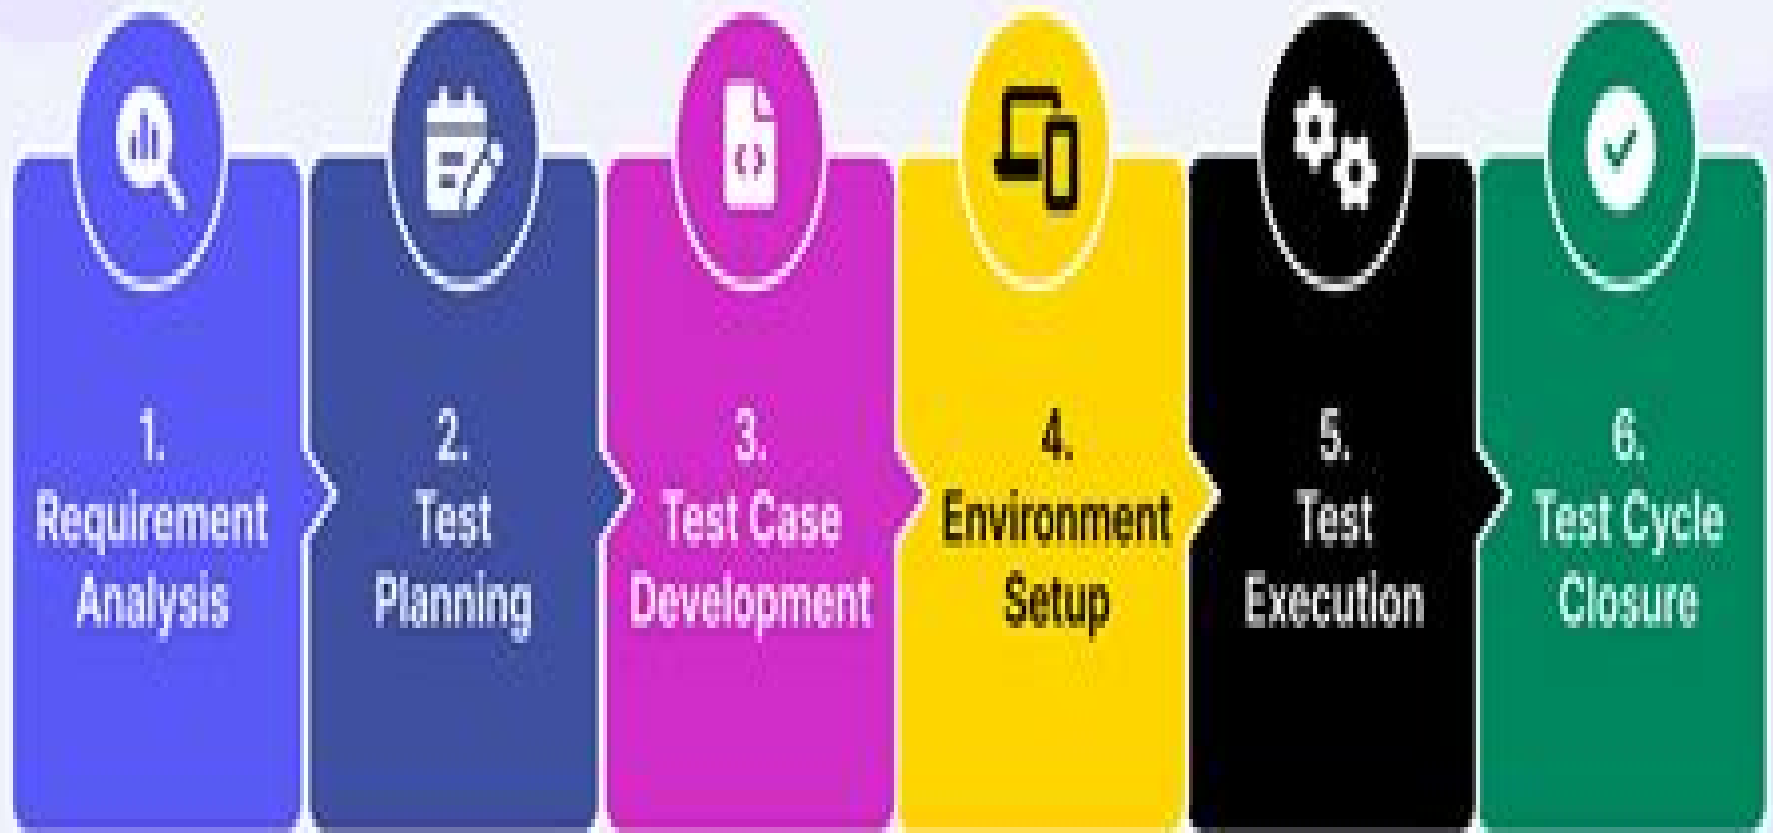 1.
Requirement
Analysis
2.
Test
Planning
3.
Test Case
Development
4.
Environment
Setup
5.
Test
Execution
6.
Test Cycle
Closure